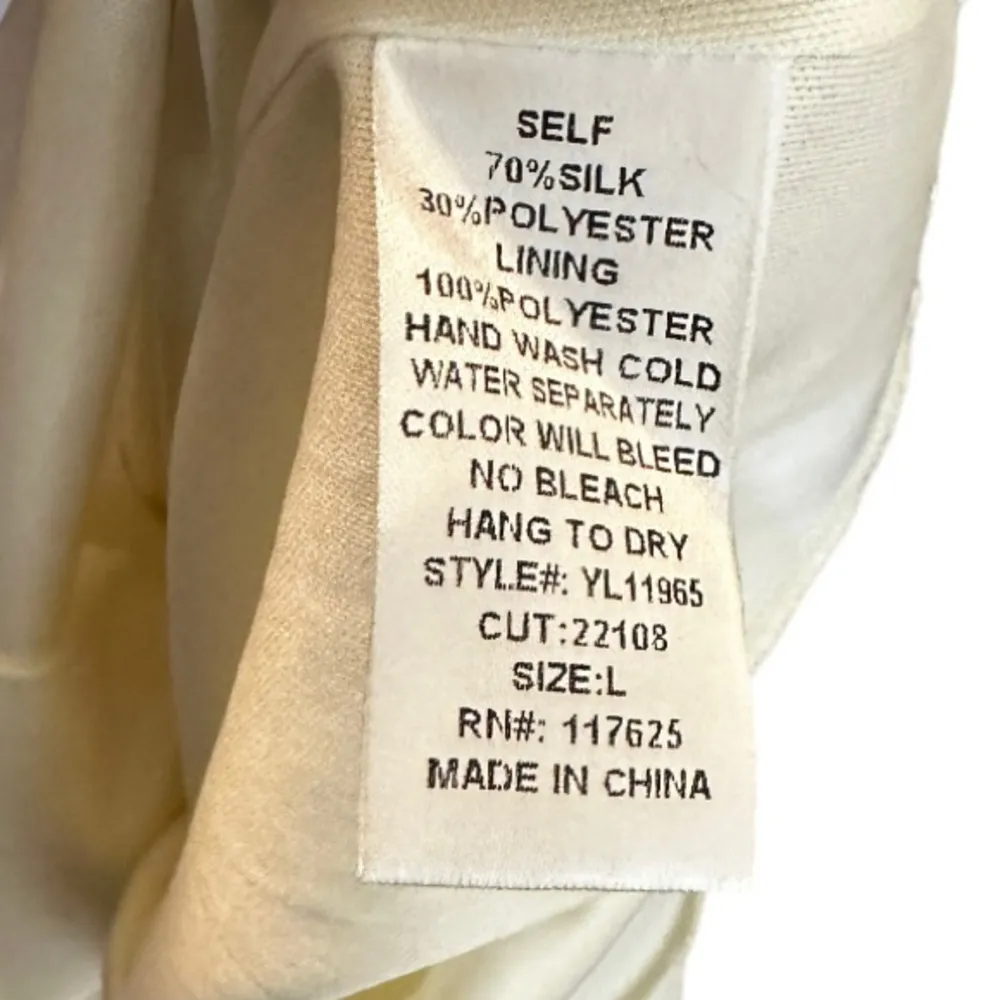 SELF
70%SILK
30%POLYESTER
LINING
100%POLYESTER
HAND WASH COLD
WATER SEPARATELY
COLOR WILL BLEED
NO BLEACH
HANG TO DRY
STYLE#: YL11965
CUT:22108
SIZE:L
RN#: 117625
MADE IN CHINA